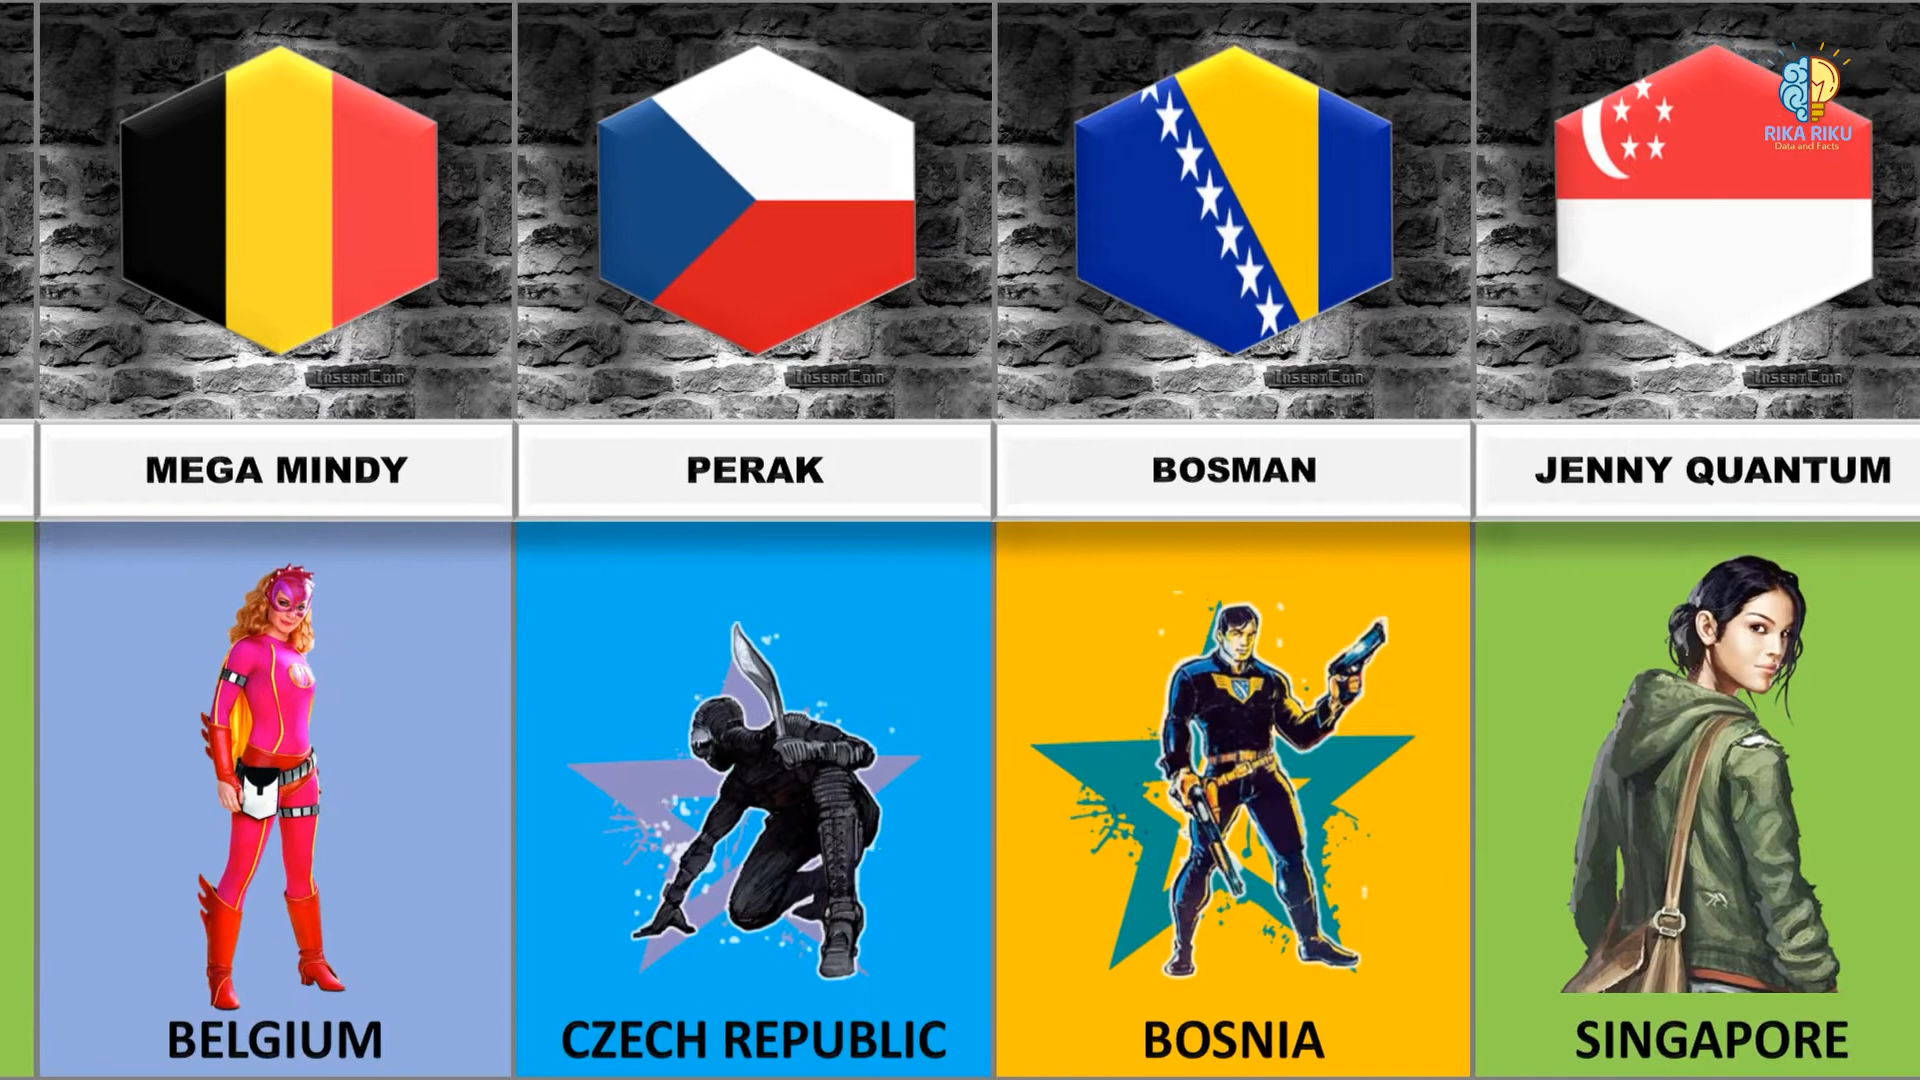 RIKA RIKU
Data and Facts
InsertCoin
InsertCoin
InsertCoin
InsertCoin
MEGA MINDY
PERAK
BOSMAN
JENNY QUANTUM
BELGIUM
CZECH REPUBLIC
BOSNIA
SINGAPORE